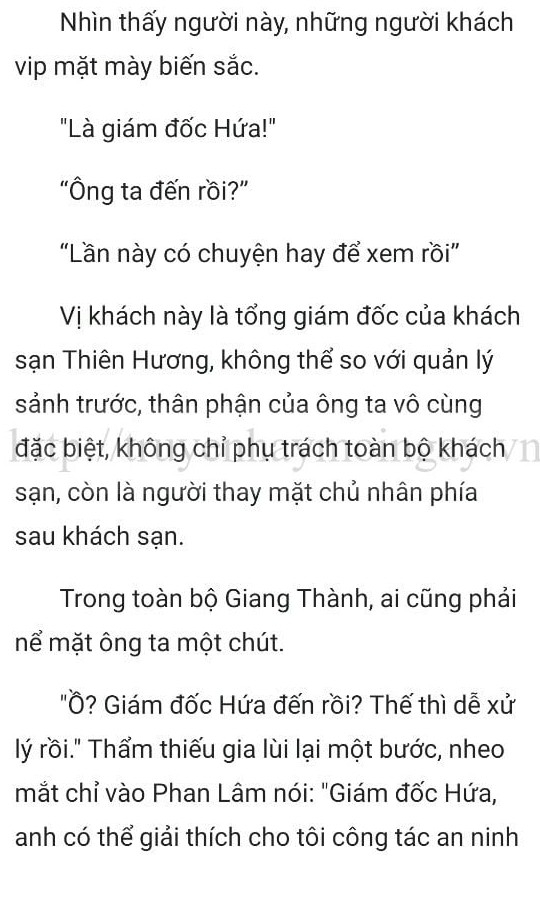 Nhìn thấy người này, những người khách
vip mặt mày biến sắc.
"Là giám đốc Hứa!"
“Ông ta đến rồi?”
“Lần này có chuyện hay để xem rồi”
Vị khách này là tổng giám đốc của khách
sạn Thiên Hương, không thể so với quản lý
sảnh trước, thân phận của ông ta vô cùng
đặc biệt, không chỉ phụ trách toàn bộ khách
http://truyenhaymoingay.vn
sạn, còn là người thay mặt chủ nhân phía
sau khách sạn.
Trong toàn bộ Giang Thành, ai cũng phải
nể mặt ông ta một chút.
"Ồ? Giám đốc Hứa đến rồi? Thế thì dễ xử
lý rồi." Thẩm thiếu gia lùi lại một bước, nheo
mắt chỉ vào Phan Lâm nói: "Giám đốc Hứa,
anh có thể giải thích cho tôi công tác an ninh